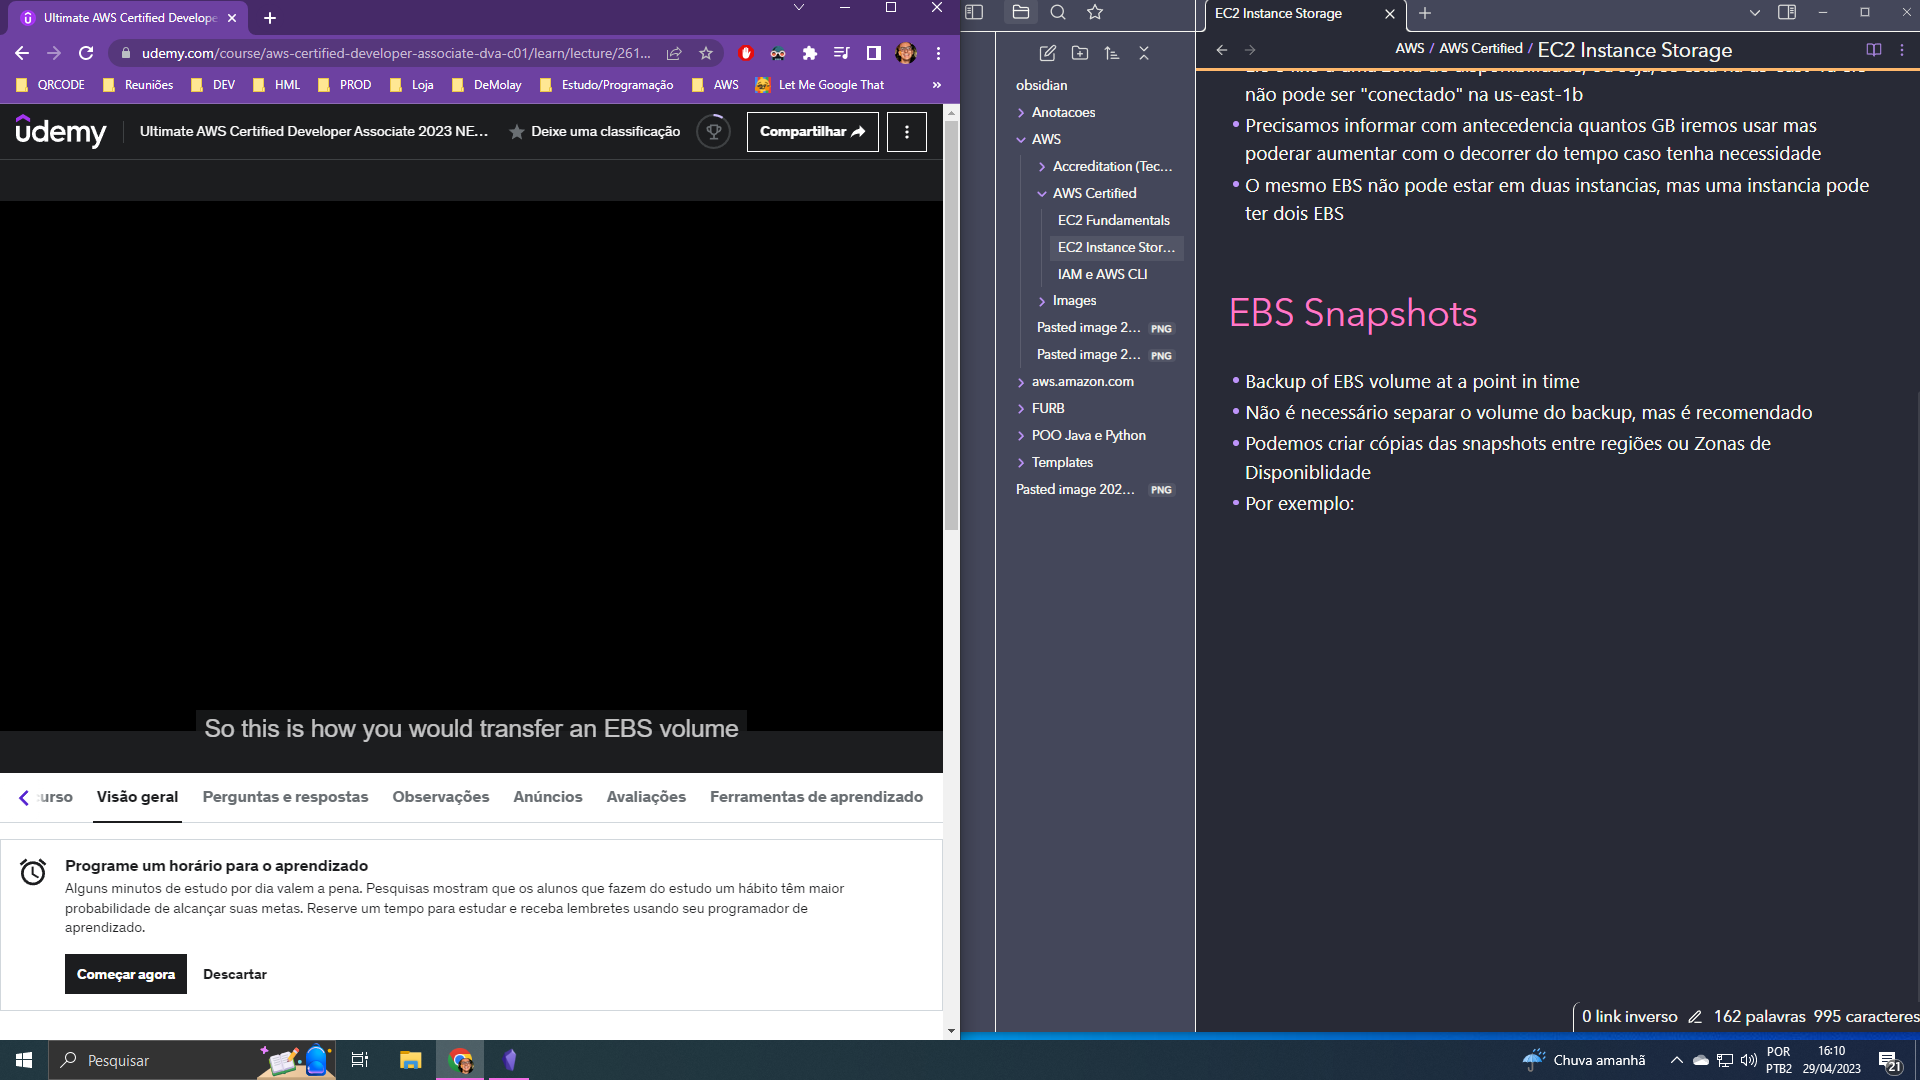 Ultimate AWS Certified Develope
udemy.com/course/aws-certified-developer-associate-dva-c01/learn/lecture/261...
QRCODE
Reuniões
DEV
HML
PROD
Loja
DeMolay
Estudo/Programação
AWS
Let Me Google That
»
udemy
Ultimate AWS Certified Developer Associate 2023 NE...
Deixe uma classificação
Compartilhar
So this is how you would transfer an EBS volume
urso
Visão geral
Perguntas e respostas
Observações
Anúncios
Avaliações
Ferramentas de aprendizado
Programe um horário para o aprendizado
Alguns minutos de estudo por dia valem a pena. Pesquisas mostram que os alunos que fazem do estudo um hábito têm maior
probabilidade de alcançar suas metas. Reserve um tempo para estudar e receba lembretes usando seu programador de
aprendizado.
Começar agora
Descartar
obsidian
Anotacoes
AWS
Accreditation (Tec...
AWS Certified
EC2 Fundamentals
EC2 Instance Stor...
IAM e AWS CLI
Images
Pasted image 2... PNG
Pasted image 2... PNG
aws.amazon.com
FURB
POO Java e Python
Templates
Pasted image 202... PNG
EC2 Instance Storage
AWS / AWS Certified / EC2 Instance Storage
não pode ser "conectado" na us-east-1b
• Precisamos informar com antecedencia quantos GB iremos usar mas
poderar aumentar com o decorrer do tempo caso tenha necessidade
• O mesmo EBS não pode estar em duas instancias, mas uma instancia pode
ter dois EBS
EBS Snapshots
• Backup of EBS volume at a point in time
• Não é necessário separar o volume do backup, mas é recomendado
• Podemos criar cópias das snapshots entre regiões ou Zonas de
Disponiblidade
• Por exemplo:
0 link inverso
162 palavras
995 caracteres
Pesquisar
Chuva amanhã
POR
PTB2
16:10
29/04/2023
21